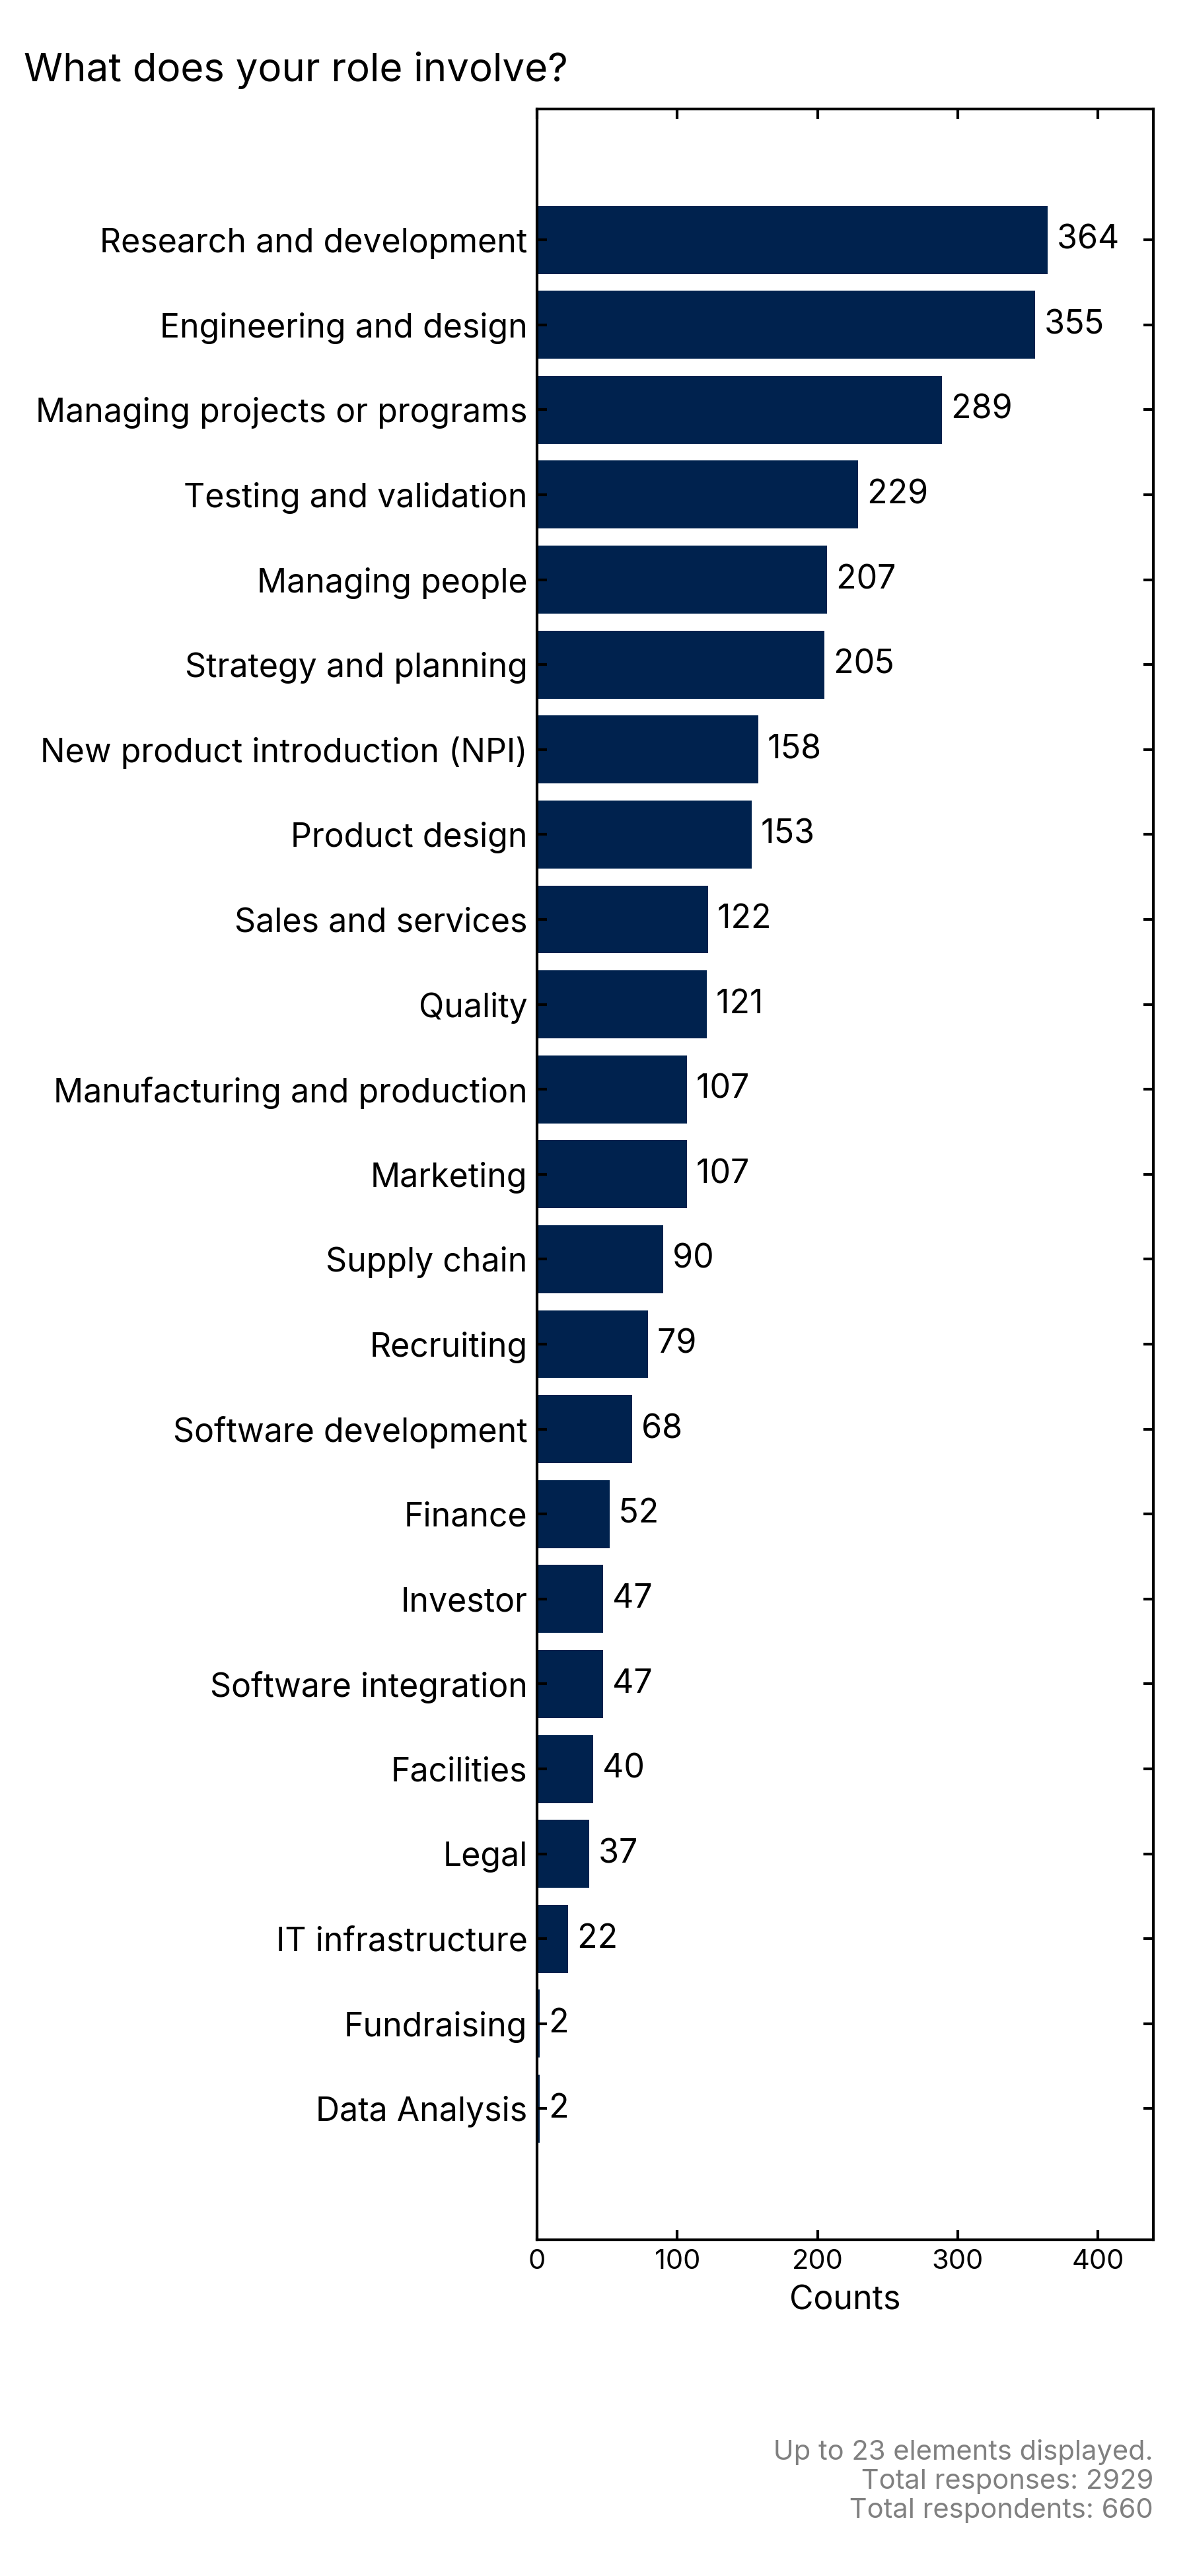 What does your role involve?
Research and development 364
Engineering and design 355
Managing projects or programs 289
Testing and validation 229
Managing people 207
Strategy and planning 205
New product introduction (NPI) 158
Product design 153
Sales and services 122
Quality 121
Manufacturing and production 107
Marketing 107
Supply chain 90
Recruiting 79
Software development 68
Finance 52
Investor 47
Software integration 47
Facilities 40
Legal 37
IT infrastructure 22
Fundraising 2
Data Analysis 2
0 100 200 300 400
Counts
Up to 23 elements displayed.
Total responses: 2929
Total respondents: 660